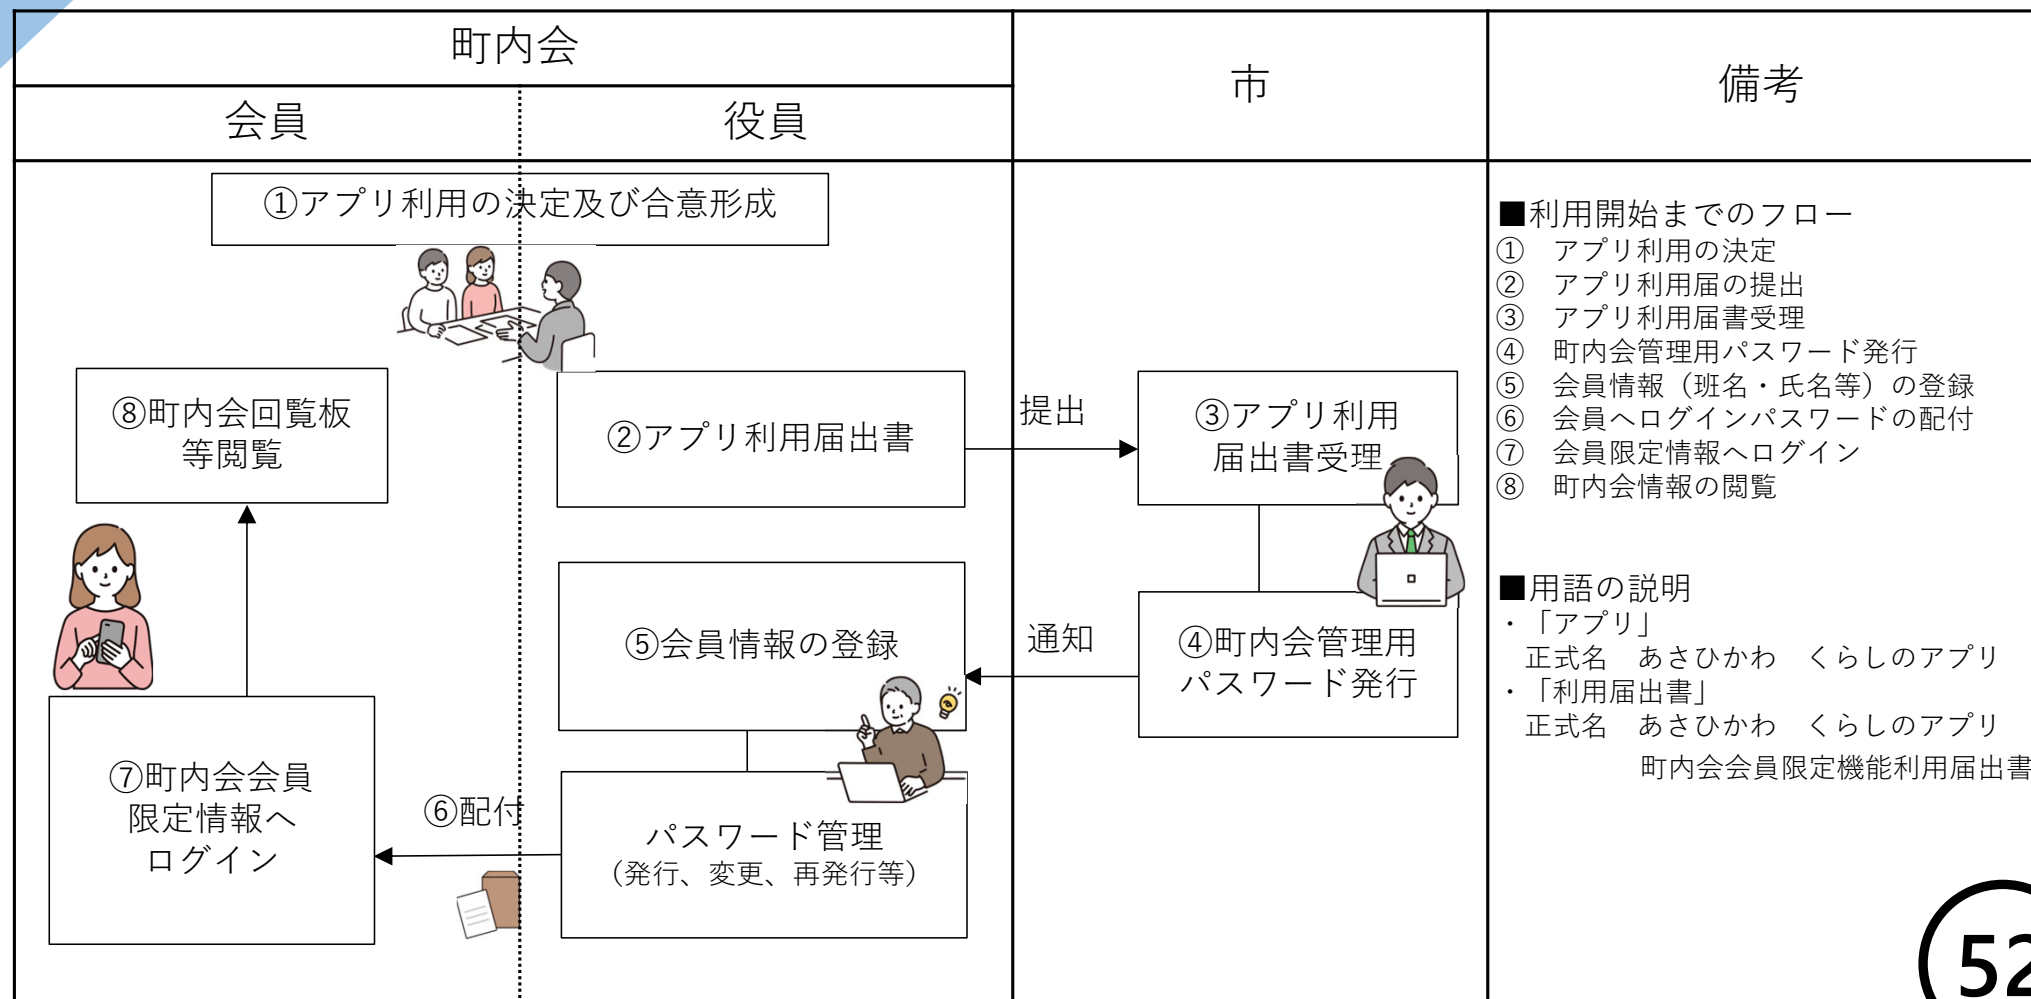 町内会
会員
役員
市
備考
①アプリ利用の決定及び合意形成
②アプリ利用届出書
提出
③アプリ利用
届出書受理
④町内会管理用
パスワード発行
通知
⑤会員情報の登録
パスワード管理
（発行、変更、再発行等）
⑥配付
⑦町内会会員
限定情報へ
ログイン
⑧町内会回覧板
等閲覧
■利用開始までのフロー
①　アプリ利用の決定
②　アプリ利用届の提出
③　アプリ利用届書受理
④　町内会管理用パスワード発行
⑤　会員情報（班名・氏名等）の登録
⑥　会員へログインパスワードの配付
⑦　会員限定情報へログイン
⑧　町内会情報の閲覧
■用語の説明
・「アプリ」
正式名　あさひかわ　くらしのアプリ
・「利用届出書」
正式名　あさひかわ　くらしのアプリ
町内会会員限定機能利用届出書
52